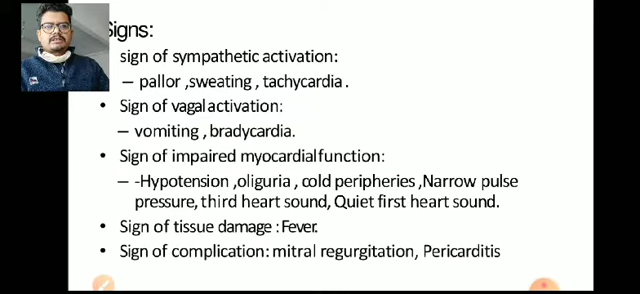 Signs:
sign of sympathetic activation:
– pallor ,sweating , tachycardia .
• Sign of vagal activation:
– vomiting , bradycardia.
• Sign of impaired myocardial function:
– -Hypotension ,oliguria , cold peripheries ,Narrow pulse
pressure, third heart sound, Quiet first heart sound.
• Sign of tissue damage : Fever.
• Sign of complication: mitral regurgitation, Pericarditis